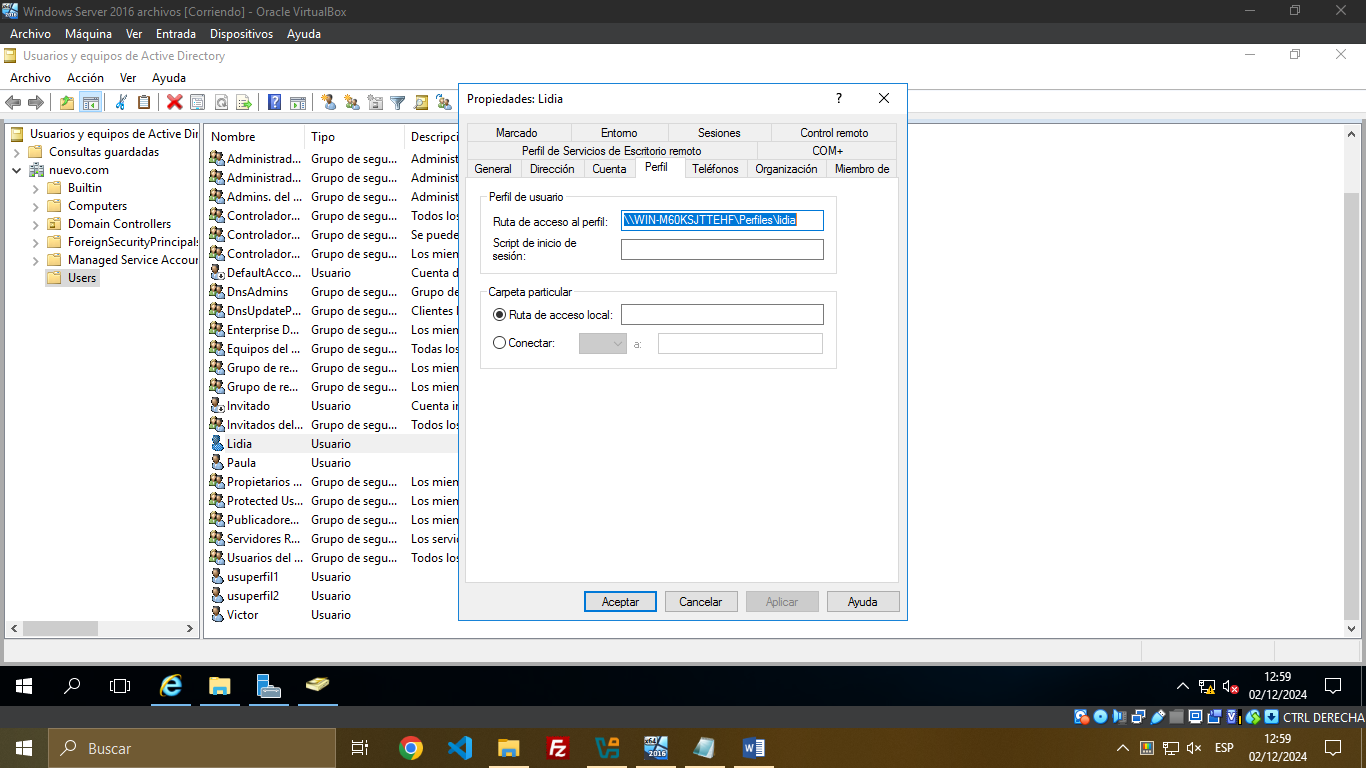 Windows Server 2016 archivos [Corriendo] - Oracle VirtualBox
Archivo Máquina Ver Entrada Dispositivos Ayuda
Usuarios y equipos de Active Directory
Archivo Acción Ver Ayuda
Usuarios y equipos de Active Dir
Consultas guardadas
nuevo.com
Builtin
Computers
Domain Controllers
ForeignSecurityPrincipals
Managed Service Accour
Users
Nombre Tipo Descripci
Administrad... Grupo de segu... Administ
Administrad... Grupo de segu... Administ
Admins. del ... Grupo de segu... Administ
Controlador... Grupo de segu... Todos los
Controlador... Grupo de segu... Se puede
Controlador... Grupo de segu... Los mien
DefaultAcco... Usuario Cuenta d
DnsAdmins Grupo de segu... Grupo de
DnsUpdateP... Grupo de segu... Clientes
Enterprise D... Grupo de segu... Los mien
Equipos del ... Grupo de segu... Todas los
Grupo de re... Grupo de segu... Los mien
Grupo de re... Grupo de segu... Los mien
Invitado Usuario Cuenta in
Invitados del... Grupo de segu... Todos los
Lidia Usuario
Paula Usuario
Propietarios ... Grupo de segu... Los mien
Protected Us... Grupo de segu... Los mien
Publicadore... Grupo de segu... Los mien
Servidores R... Grupo de segu... Los servi
Usuarios del ... Grupo de segu... Todos los
usuperfil1 Usuario
usuperfil2 Usuario
Victor Usuario
Propiedades: Lidia ?
Marcado Entorno Sesiones Control remoto
Perfil de Servicios de Escritorio remoto COM+
General Dirección Cuenta Perfil Teléfonos Organización Miembro de
Perfil de usuario
Ruta de acceso al perfil: \\WIN-M60KSJTTEHF\Perfiles\lidia
Script de inicio de
sesión:
Carpeta particular
Ruta de acceso local:
Conectar: a:
Aceptar Cancelar Aplicar Ayuda
12:59
02/12/2024
CTRL DERECHA
Buscar
ESP
12:59
02/12/2024